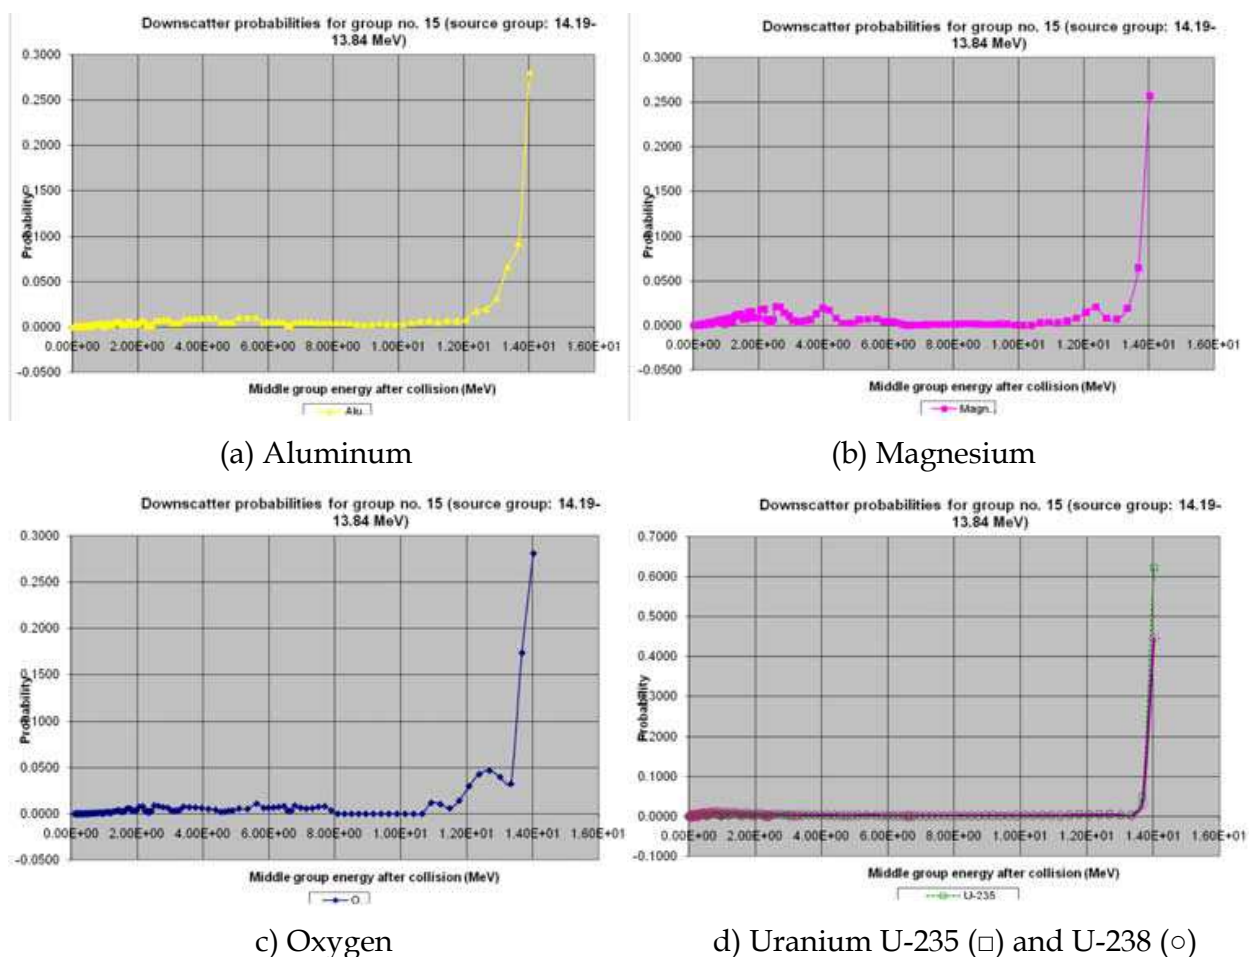 Downscatter probabilities for group no. 15 (source group: 14.19-
13.84 MeV)
0.3000
0.2500
0.2000
0.1500
0.1000
0.0500
0.0000
-0.0500
Probability
0.00E+00 2.00E+00 4.00E+00 6.00E+00 8.00E+00 1.00E+01 1.20E+01 1.40E+01 1.60E+01
Middle group energy after collision (MeV)
Alu.
(a) Aluminum
Downscatter probabilities for group no. 15 (source group: 14.19-
13.84 MeV)
0.3000
0.2500
0.2000
0.1500
0.1000
0.0500
0.0000
-0.0500
Probability
0.00E+00 2.00E+00 4.00E+00 6.00E+00 8.00E+00 1.00E+01 1.20E+01 1.40E+01 1.60E+01
Middle group energy after collision (MeV)
Magn.
(b) Magnesium
Downscatter probabilities for group no. 15 (source group: 14.19-
13.84 MeV)
0.3000
0.2500
0.2000
0.1500
0.1000
0.0500
0.0000
-0.0500
Probability
0.00E+00 2.00E+00 4.00E+00 6.00E+00 8.00E+00 1.00E+01 1.20E+01 1.40E+01 1.60E+01
Middle group energy after collision (MeV)
O.
c) Oxygen
Downscatter probabilities for group no. 15 (source group: 14.19-
13.84 MeV)
0.7000
0.6000
0.5000
0.4000
0.3000
0.2000
0.1000
0.0000
-0.1000
Probability
0.00E+00 2.00E+00 4.00E+00 6.00E+00 8.00E+00 1.00E+01 1.20E+01 1.40E+01 1.60E+01
Middle group energy after collision (MeV)
U-235
d) Uranium U-235 (□) and U-238 (○)